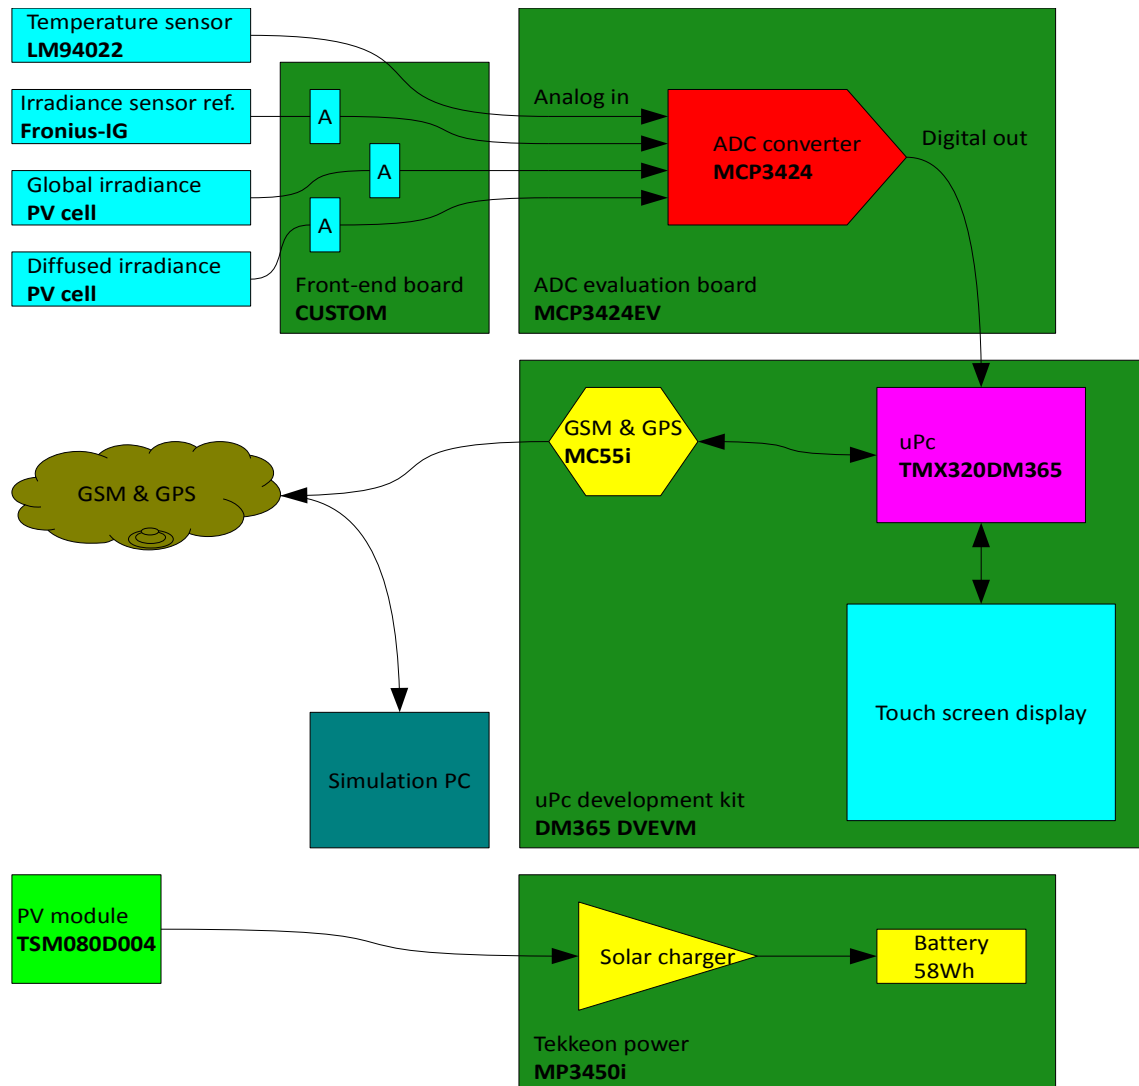 Temperature sensor
LM94022
Irradiance sensor ref.
Fronius-IG
Global irradiance
PV cell
Diffused irradiance
PV cell
A
A
A
Front-end board
CUSTOM
Analog in
ADC converter
MCP3424
Digital out
ADC evaluation board
MCP3424EV
GSM & GPS
MC55i
uPc
TMX320DM365
GSM & GPS
Touch screen display
Simulation PC
uPc development kit
DM365 DVEVM
PV module
TSM080D004
Solar charger
Battery
58Wh
Tekkeon power
MP3450i